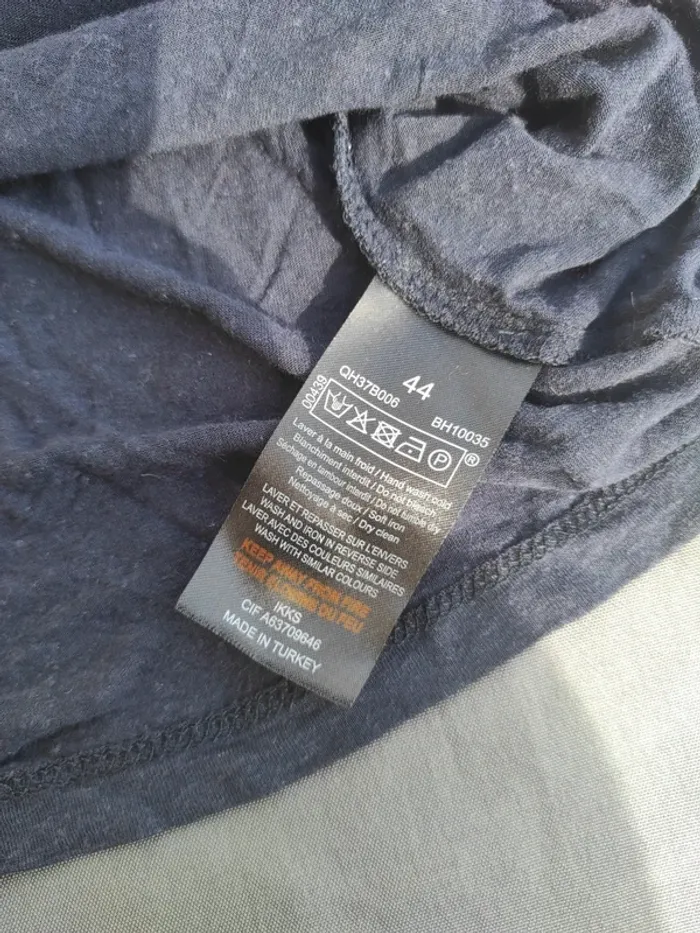 44
QH37B006 BH10035
00439
P ®
Laver à la main froid / Hand wash cold
Blanchiment interdit / Do not bleach
Séchage en tambour interdit / Do not tumble dry
Repassage doux / Soft iron
Nettoyage à sec / Dry clean
LAVER ET REPASSER SUR L'ENVERS
WASH AND IRON IN REVERSE SIDE
LAVER AVEC DES COULEURS SIMILAIRES
WASH WITH SIMILAR COLOURS
KEEP AWAY FROM FIRE
TENIR ELOIGNE DU FEU
IKKS
CIF A63709646
MADE IN TURKEY